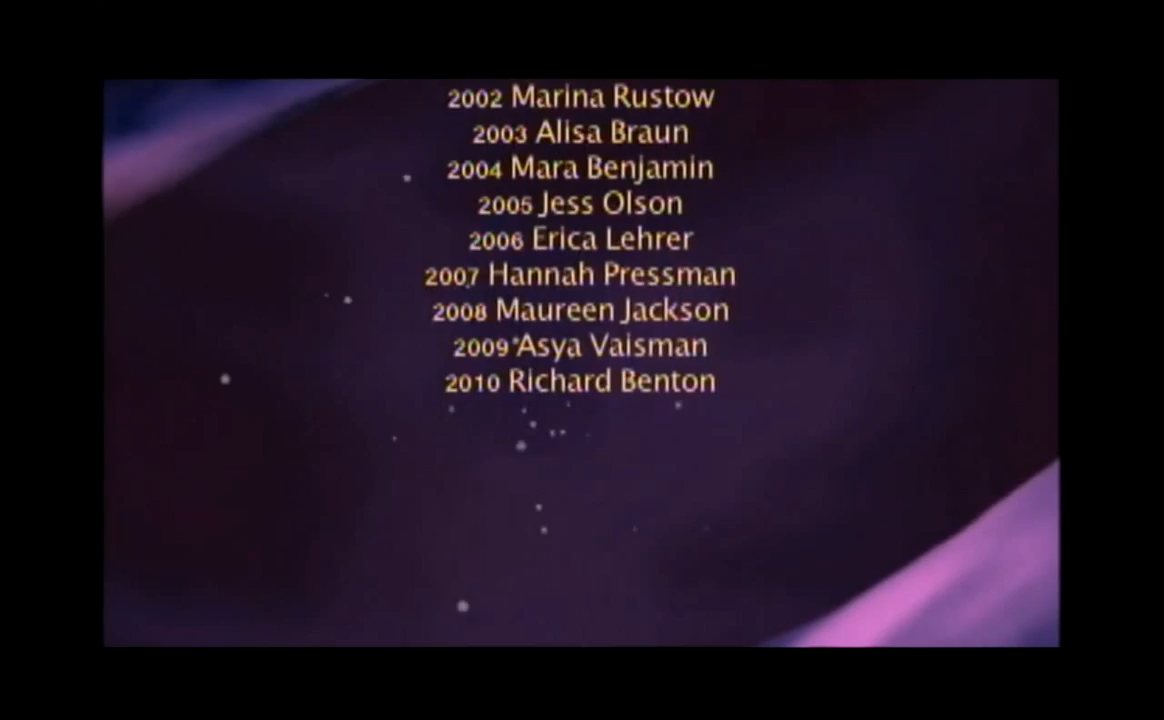 2002 Marina Rustow
2003 Alisa Braun
2004 Mara Benjamin
2005 Jess Olson
2006 Erica Lehrer
2007 Hannah Pressman
2008 Maureen Jackson
2009 Asya Vaisman
2010 Richard Benton